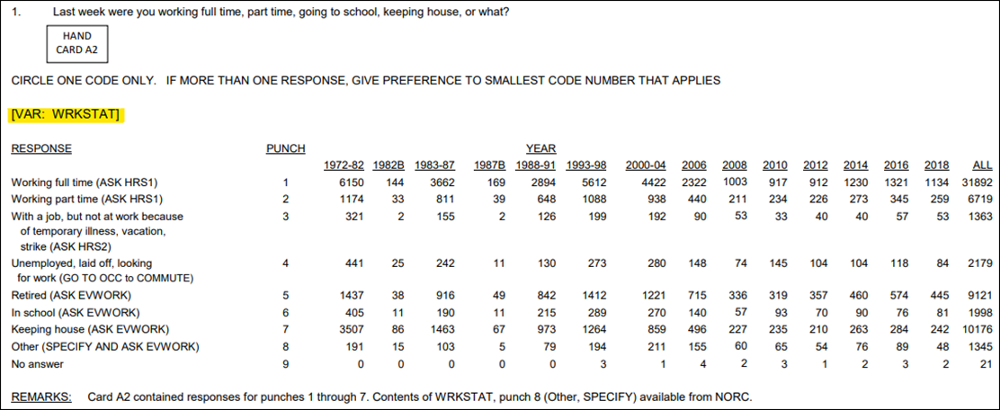 1. Last week were you working full time, part time, going to school, keeping house, or what?
HAND
CARD A2
CIRCLE ONE CODE ONLY. IF MORE THAN ONE RESPONSE, GIVE PREFERENCE TO SMALLEST CODE NUMBER THAT APPLIES
[VAR: WRKSTAT]
RESPONSE PUNCH YEAR
1972-82 1982B 1983-87 1987B 1988-91 1993-98 2000-04 2006 2008 2010 2012 2014 2016 2018 ALL
Working full time (ASK HRS1) 1 6150 144 3662 169 2894 5612 4422 2322 1003 917 912 1230 1321 1134 31892
Working part time (ASK HRS1) 2 1174 33 811 39 648 1088 938 440 211 234 226 273 345 259 6719
With a job, but not at work because 3 321 2 155 2 126 199 192 90 53 33 40 40 57 53 1363
of temporary illness, vacation,
strike (ASK HRS2)
Unemployed, laid off, looking 4 441 25 242 11 130 273 280 148 74 145 104 104 118 84 2179
for work (GO TO OCC to COMMUTE)
Retired (ASK EVWORK) 5 1437 38 916 49 842 1412 1221 715 336 319 357 460 574 445 9121
In school (ASK EVWORK) 6 405 11 190 11 215 289 270 140 57 93 70 90 76 81 1998
Keeping house (ASK EVWORK) 7 3507 86 1463 67 973 1264 859 496 227 235 210 263 284 242 10176
Other (SPECIFY AND ASK EVWORK) 8 191 15 103 5 79 194 211 155 60 65 54 76 89 48 1345
No answer 9 0 0 0 0 0 3 1 4 2 3 1 2 3 2 21
REMARKS: Card A2 contained responses for punches 1 through 7. Contents of WRKSTAT, punch 8 (Other, SPECIFY) available from NORC.